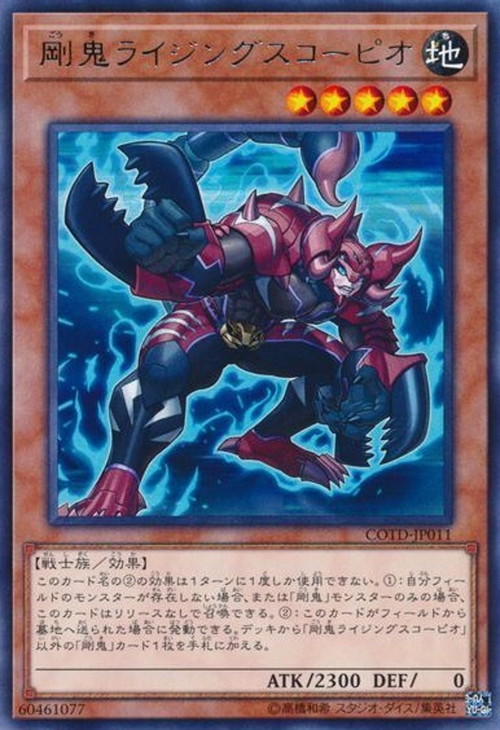 剛鬼ライジングスコーピオ
地
COTD-JP011
【戦士族/効果】
このカード名の②の効果は1ターンに1度しか使用できない。①:自分フィー
ルドのモンスターが存在しない場合、または「剛鬼」モンスターのみの場合、
このカードはリリースなしで召喚できる。②:このカードがフィールドから
墓地へ送られた場合に発動できる。デッキから「剛鬼ライジングスコーピオ」
以外の「剛鬼」カード1枚を手札に加える。
ATK/2300 DEF/ 0
60461077 ©高橋和希 スタジオ・ダイス/集英社